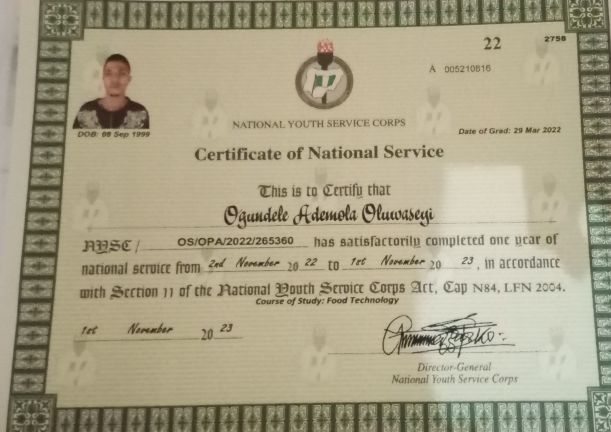 22
2758
A 005210816
DOB: 08 Sep 1999
NATIONAL YOUTH SERVICE CORPS
Date of Grad: 29 Mar 2022
Certificate of National Service
This is to Certify that
Ogundele Ademola Oluwaseyi
NYSC/ OS/OPA/2022/265360 has satisfactorily completed one year of
national service from 2nd November 20 22 to 1st November 20 23, in accordance
with Section 11 of the National Youth Service Corps Act, Cap N84, LFN 2004.
Course of Study: Food Technology
1st November 20 23
Director-General
National Youth Service Corps